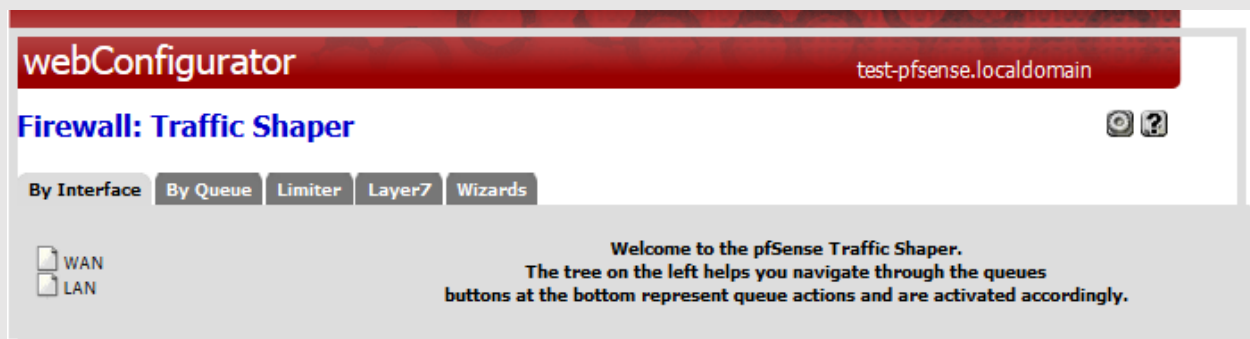 webConfigurator
test-pfsense.localdomain
Firewall: Traffic Shaper
?
By Interface By Queue Limiter Layer7 Wizards
WAN
LAN
Welcome to the pfSense Traffic Shaper.
The tree on the left helps you navigate through the queues
buttons at the bottom represent queue actions and are activated accordingly.